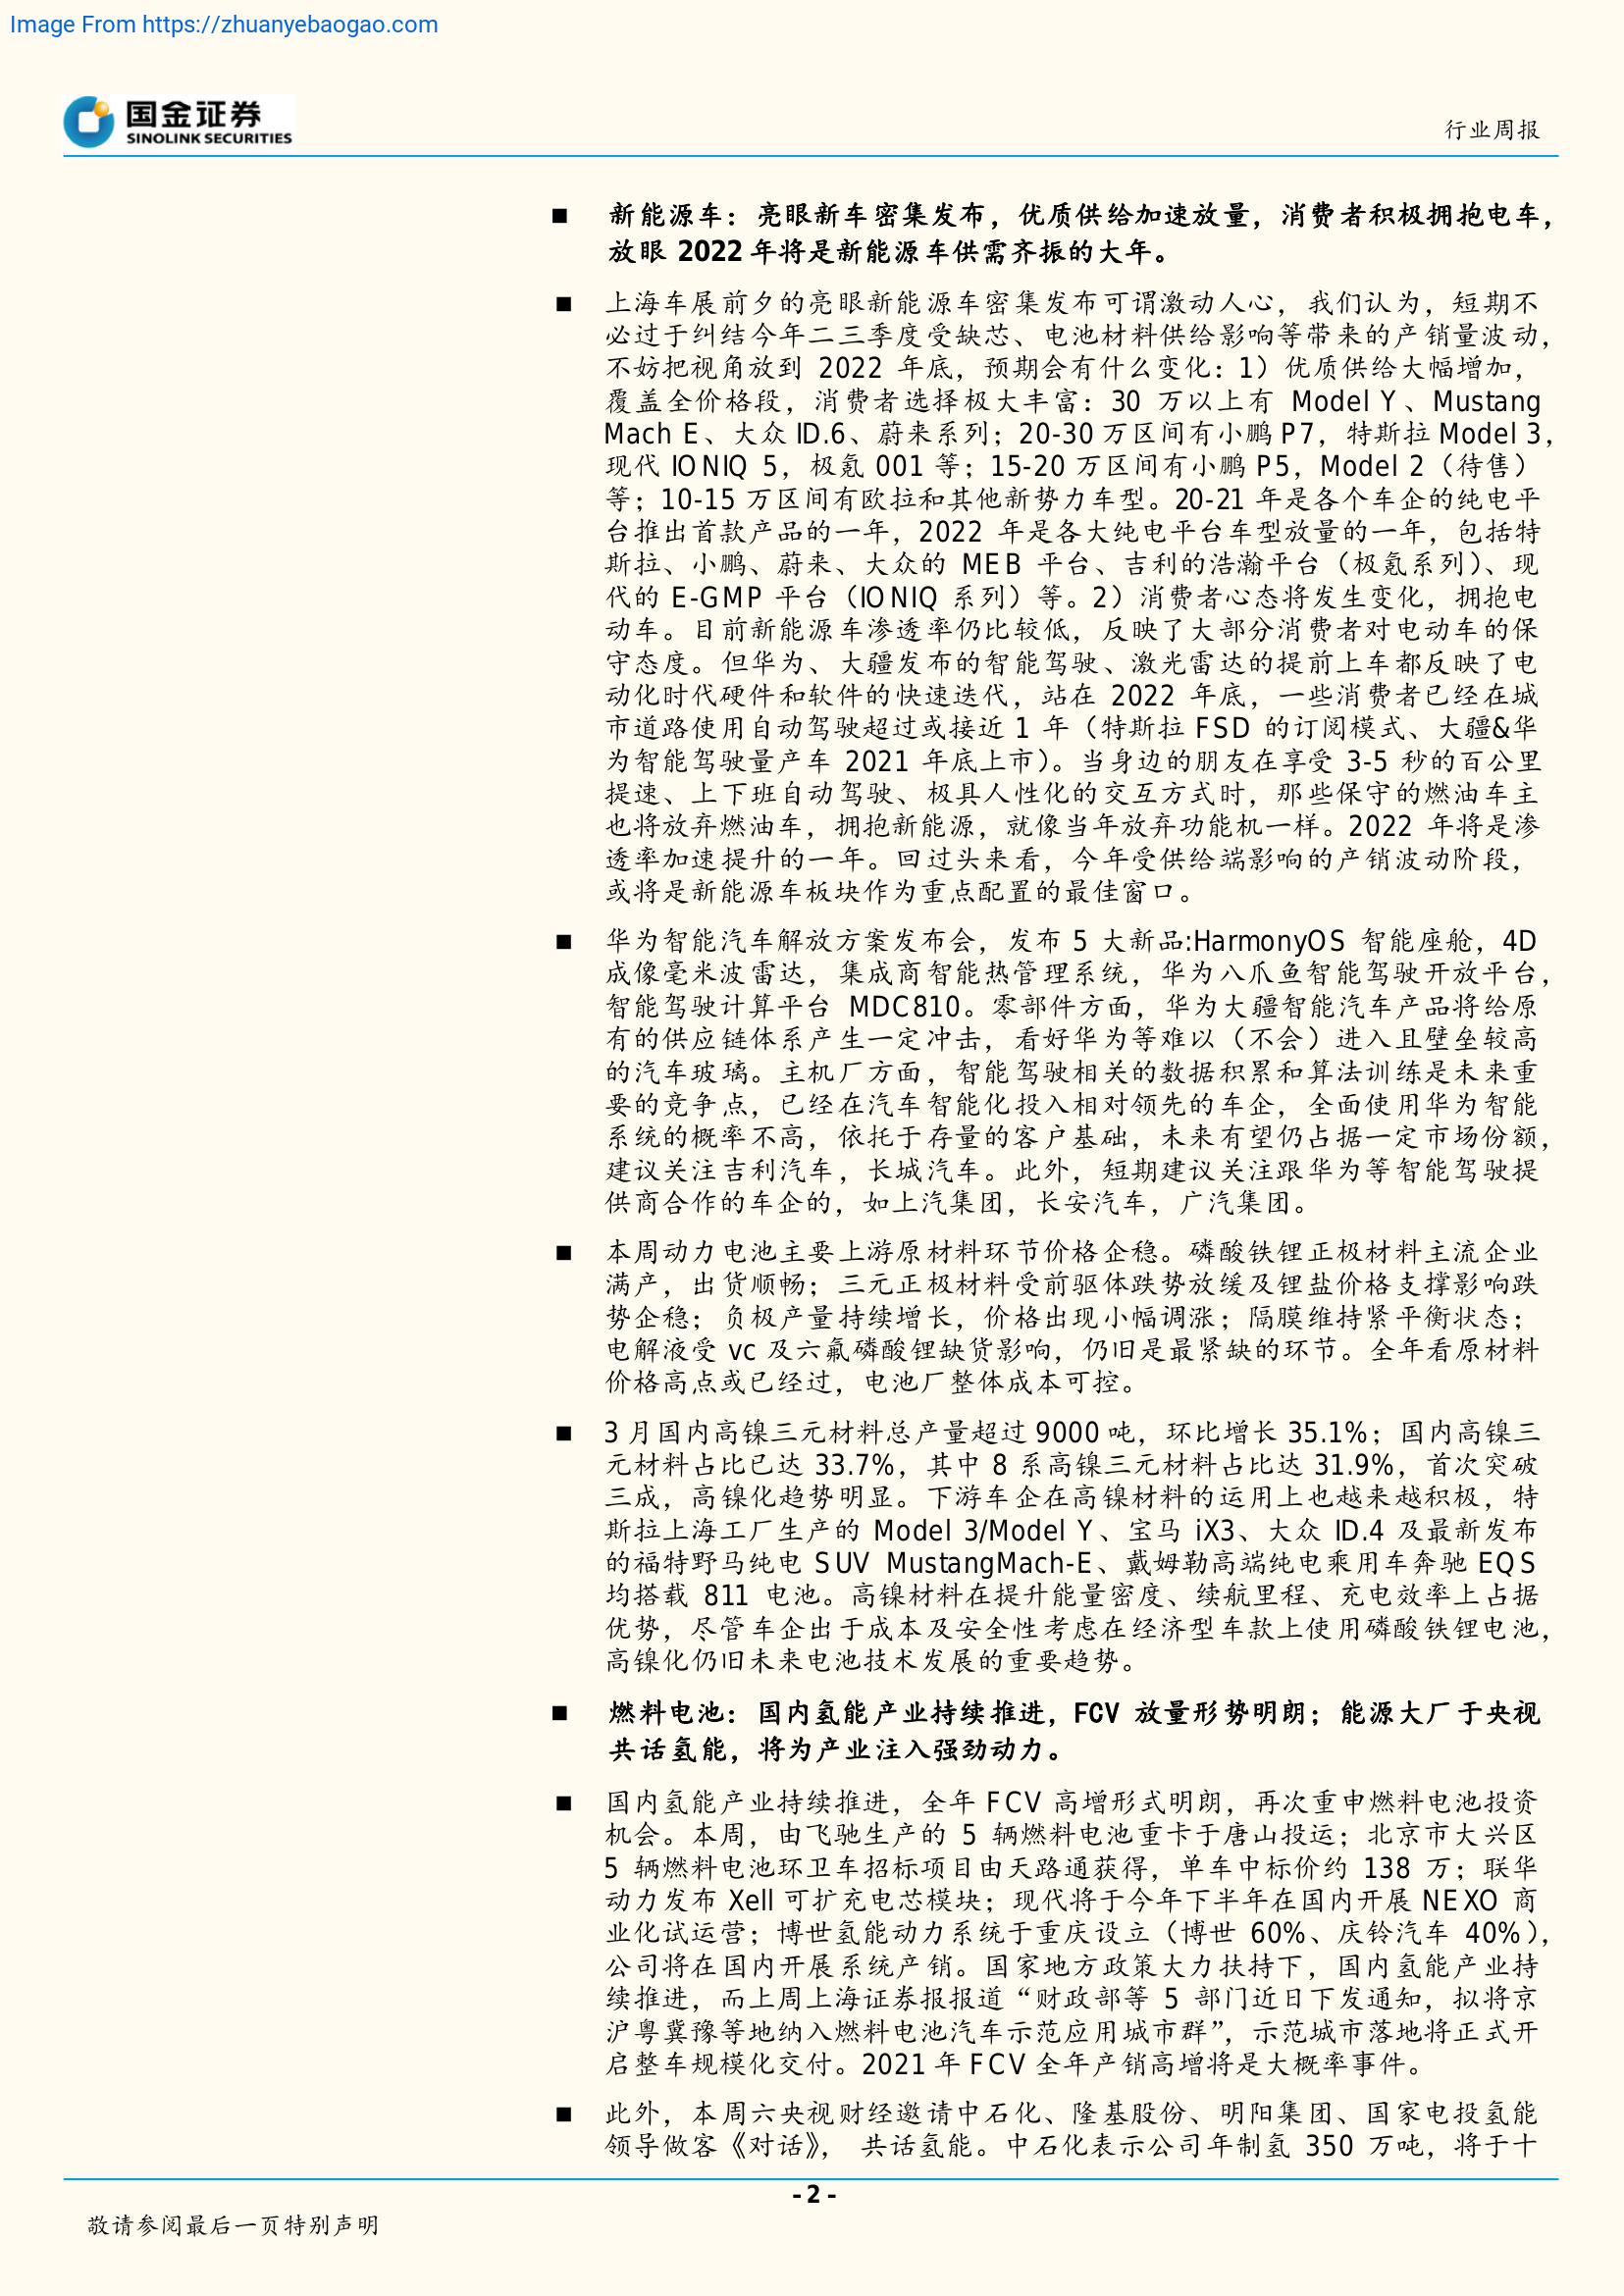 Image From https://zhuanyebaogao.com
国金证券
SINOLINK SECURITIES
行业周报
■ 新能源车：亮眼新车密集发布，优质供给加速放量，消费者积极拥抱电车，
放眼 2022 年将是新能源车供需齐振的大年。
■ 上海车展前夕的亮眼新能源车密集发布可谓激动人心，我们认为，短期不
必过于纠结今年二三季度受缺芯、电池材料供给影响等带来的产销量波动，
不妨把视角放到 2022 年底，预期会有什么变化：1）优质供给大幅增加，
覆盖全价格段，消费者选择极大丰富：30 万以上有 Model Y、Mustang
Mach E、大众 ID.6、蔚来系列；20-30 万区间有小鹏 P7，特斯拉 Model 3，
现代 IONIQ 5，极氪 001 等；15-20 万区间有小鹏 P5，Model 2（待售）
等；10-15 万区间有欧拉和其他新势力车型。20-21 年是各个车企的纯电平
台推出首款产品的一年，2022 年是各大纯电平台车型放量的一年，包括特
斯拉、小鹏、蔚来、大众的 MEB 平台、吉利的浩瀚平台（极氪系列）、现
代的 E-GMP 平台（IONIQ 系列）等。2）消费者心态将发生变化，拥抱电
动车。目前新能源车渗透率仍比较低，反映了大部分消费者对电动车的保
守态度。但华为、大疆发布的智能驾驶、激光雷达的提前上车都反映了电
动化时代硬件和软件的快速迭代，站在 2022 年底，一些消费者已经在城
市道路使用自动驾驶超过或接近 1 年（特斯拉 FSD 的订阅模式、大疆&华
为智能驾驶量产车 2021 年底上市）。当身边的朋友在享受 3-5 秒的百公里
提速、上下班自动驾驶、极具人性化的交互方式时，那些保守的燃油车主
也将放弃燃油车，拥抱新能源，就像当年放弃功能机一样。2022 年将是渗
透率加速提升的一年。回过头来看，今年受供给端影响的产销波动阶段，
或将是新能源车板块作为重点配置的最佳窗口。
■ 华为智能汽车解放方案发布会，发布 5 大新品:HarmonyOS 智能座舱，4D
成像毫米波雷达，集成商智能热管理系统，华为八爪鱼智能驾驶开放平台，
智能驾驶计算平台 MDC810。零部件方面，华为大疆智能汽车产品将给原
有的供应链体系产生一定冲击，看好华为等难以（不会）进入且壁垒较高
的汽车玻璃。主机厂方面，智能驾驶相关的数据积累和算法训练是未来重
要的竞争点，已经在汽车智能化投入相对领先的车企，全面使用华为智能
系统的概率不高，依托于存量的客户基础，未来有望仍占据一定市场份额，
建议关注吉利汽车，长城汽车。此外，短期建议关注跟华为等智能驾驶提
供商合作的车企的，如上汽集团，长安汽车，广汽集团。
■ 本周动力电池主要上游原材料环节价格企稳。磷酸铁锂正极材料主流企业
满产，出货顺畅；三元正极材料受前驱体跌势放缓及锂盐价格支撑影响跌
势企稳；负极产量持续增长，价格出现小幅调涨；隔膜维持紧平衡状态；
电解液受 vc 及六氟磷酸锂缺货影响，仍旧是最紧缺的环节。全年看原材料
价格高点或已经过，电池厂整体成本可控。
■ 3 月国内高镍三元材料总产量超过 9000 吨，环比增长 35.1%；国内高镍三
元材料占比已达 33.7%，其中 8 系高镍三元材料占比达 31.9%，首次突破
三成，高镍化趋势明显。下游车企在高镍材料的运用上也越来越积极，特
斯拉上海工厂生产的 Model 3/Model Y、宝马 iX3、大众 ID.4 及最新发布
的福特野马纯电 SUV MustangMach-E、戴姆勒高端纯电乘用车奔驰 EQS
均搭载 811 电池。高镍材料在提升能量密度、续航里程、充电效率上占据
优势，尽管车企出于成本及安全性考虑在经济型车款上使用磷酸铁锂电池，
高镍化仍旧未来电池技术发展的重要趋势。
■ 燃料电池：国内氢能产业持续推进，FCV 放量形势明朗；能源大厂于央视
共话氢能，将为产业注入强劲动力。
■ 国内氢能产业持续推进，全年 FCV 高增形式明朗，再次重申燃料电池投资
机会。本周，由飞驰生产的 5 辆燃料电池重卡于唐山投运；北京市大兴区
5 辆燃料电池环卫车招标项目由天路通获得，单车中标价约 138 万；联华
动力发布 Xell 可扩充电芯模块；现代将于今年下半年在国内开展 NEXO 商
业化试运营；博世氢能动力系统于重庆设立（博世 60%、庆铃汽车 40%），
公司将在国内开展系统产销。国家地方政策大力扶持下，国内氢能产业持
续推进，而上周上海证券报报道“财政部等 5 部门近日下发通知，拟将京
沪粤冀豫等地纳入燃料电池汽车示范应用城市群”，示范城市落地将正式开
启整车规模化交付。2021 年 FCV 全年产销高增将是大概率事件。
■ 此外，本周六央视财经邀请中石化、隆基股份、明阳集团、国家电投氢能
领导做客《对话》， 共话氢能。中石化表示公司年制氢 350 万吨，将于十
- 2 -
敬请参阅最后一页特别声明